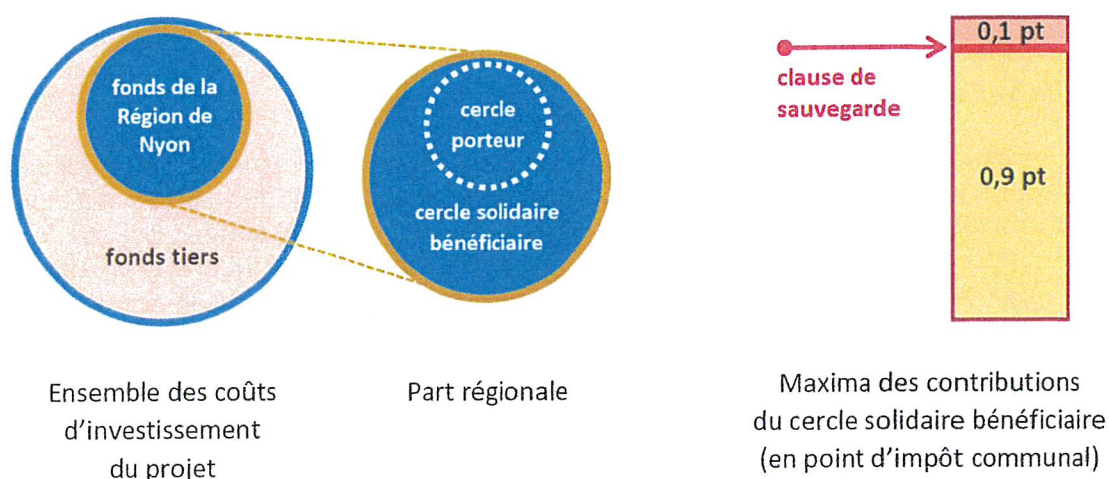 fonds de la
Région de
Nyon
fonds tiers
cercle
porteur
cercle solidaire
bénéficiaire
0,1 pt
clause de
sauvegarde
0,9 pt
Ensemble des coûts
d'investissement
du projet
Part régionale
Maxima des contributions
du cercle solidaire bénéficiaire
(en point d'impôt communal)